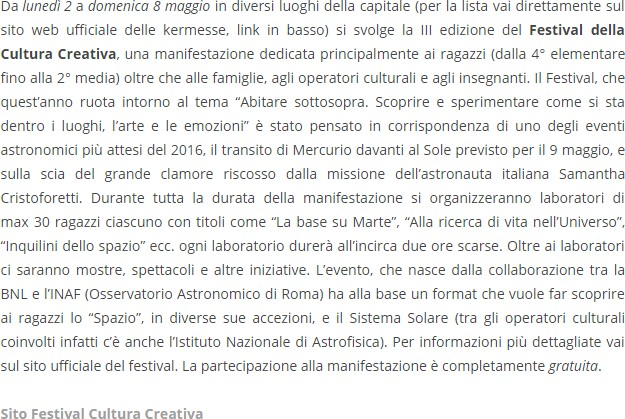 Da lunedì 2 a domenica 8 maggio in diversi luoghi della capitale (per la lista vai direttamente sul
sito web ufficiale delle kermesse, link in basso) si svolge la III edizione del Festival della
Cultura Creativa, una manifestazione dedicata principalmente ai ragazzi (dalla 4° elementare
fino alla 2° media) oltre che alle famiglie, agli operatori culturali e agli insegnanti. Il Festival, che
quest’anno ruota intorno al tema “Abitare sottosopra. Scoprire e sperimentare come si sta
dentro i luoghi, l’arte e le emozioni” è stato pensato in corrispondenza di uno degli eventi
astronomici più attesi del 2016, il transito di Mercurio davanti al Sole previsto per il 9 maggio, e
sulla scia del grande clamore riscosso dalla missione dell’astronauta italiana Samantha
Cristoforetti. Durante tutta la durata della manifestazione si organizzeranno laboratori di
max 30 ragazzi ciascuno con titoli come “La base su Marte”, “Alla ricerca di vita nell’Universo”,
“Inquilini dello spazio” ecc. ogni laboratorio durerà all’incirca due ore scarse. Oltre ai laboratori
ci saranno mostre, spettacoli e altre iniziative. L’evento, che nasce dalla collaborazione tra la
BNL e l’INAF (Osservatorio Astronomico di Roma) ha alla base un format che vuole far scoprire
ai ragazzi lo “Spazio”, in diverse sue accezioni, e il Sistema Solare (tra gli operatori culturali
coinvolti infatti c’è anche l’Istituto Nazionale di Astrofisica). Per informazioni più dettagliate vai
sul sito ufficiale del festival. La partecipazione alla manifestazione è completamente gratuita.
Sito Festival Cultura Creativa